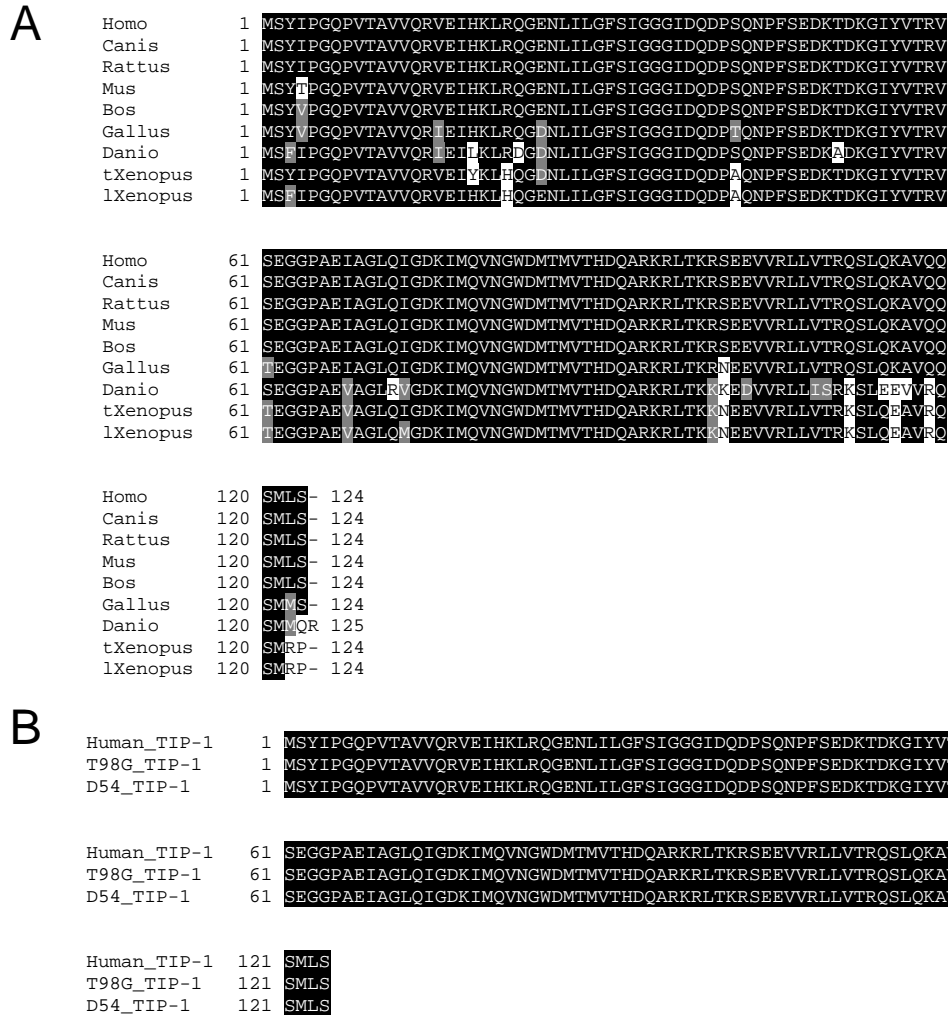 A
Homo 1 MSYIPGQPVTAVVQRVEIHKLRQGENLILGFSIGGGIDQDPSQNPFSEDKTDKGIYVTRV
Canis 1 MSYIPGQPVTAVVQRVEIHKLRQGENLILGFSIGGGIDQDPSQNPFSEDKTDKGIYVTRV
Rattus 1 MSYIPGQPVTAVVQRVEIHKLRQGENLILGFSIGGGIDQDPSQNPFSEDKTDKGIYVTRV
Mus 1 MSYTPGQPVTAVVQRVEIHKLRQGENLILGFSIGGGIDQDPSQNPFSEDKTDKGIYVTRV
Bos 1 MSYVPGQPVTAVVQRVEIHKLRQGENLILGFSIGGGIDQDPSQNPFSEDKTDKGIYVTRV
Gallus 1 MSYVPGQPVTAVVQRIEIHKLRQGDNLILGFSIGGGIDQDPTQNPFSEDKTDKGIYVTRV
Danio 1 MSFIPGQPVTAVVQRIEILKLRDGDNLILGFSIGGGIDQDPSQNPFSEDKADKGIYVTRV
tXenopus 1 MSYIPGQPVTAVVQRVEIYKLHQGDNLILGFSIGGGIDQDPAQNPFSEDKTDKGIYVTRV
lXenopus 1 MSFIPGQPVTAVVQRVEIHKLHQGENLILGFSIGGGIDQDPAQNPFSEDKTDKGIYVTRV
Homo 61 SEGGPAEIAGLQIGDKIMQVNGWDMTMVTHDQARKRLTKRSEEVVRLLVTRQSLQKAVQQ
Canis 61 SEGGPAEIAGLQIGDKIMQVNGWDMTMVTHDQARKRLTKRSEEVVRLLVTRQSLQKAVQQ
Rattus 61 SEGGPAEIAGLQIGDKIMQVNGWDMTMVTHDQARKRLTKRSEEVVRLLVTRQSLQKAVQQ
Mus 61 SEGGPAEIAGLQIGDKIMQVNGWDMTMVTHDQARKRLTKRSEEVVRLLVTRQSLQKAVQQ
Bos 61 SEGGPAEIAGLQIGDKIMQVNGWDMTMVTHDQARKRLTKRSEEVVRLLVTRQSLQKAVQQ
Gallus 61 TEGGPAEIAGLQIGDKIMQVNGWDMTMVTHDQARKRLTKRNEEVVRLLVTRQSLQKAVQQ
Danio 61 SEGGPAEVAGLRVGDKIMQVNGWDMTMVTHDQARKRLTKKKEDVVRLLISRKSLEEVVRQ
tXenopus 61 TEGGPAEVAGLQIGDKIMQVNGWDMTMVTHDQARKRLTKKNEEVVRLLVTRKSLQEAVRQ
lXenopus 61 TEGGPAEVAGLQMGDKIMQVNGWDMTMVTHDQARKRLTKKNEEVVRLLVTRKSLQEAVRQ
Homo 120 SMLS- 124
Canis 120 SMLS- 124
Rattus 120 SMLS- 124
Mus 120 SMLS- 124
Bos 120 SMLS- 124
Gallus 120 SMMS- 124
Danio 120 SMMQR 125
tXenopus 120 SMRP- 124
lXenopus 120 SMRP- 124
B
Human_TIP-1 1 MSYIPGQPVTAVVQRVEIHKLRQGENLILGFSIGGGIDQDPSQNPFSEDKTDKGIYV
T98G_TIP-1 1 MSYIPGQPVTAVVQRVEIHKLRQGENLILGFSIGGGIDQDPSQNPFSEDKTDKGIYV
D54_TIP-1 1 MSYIPGQPVTAVVQRVEIHKLRQGENLILGFSIGGGIDQDPSQNPFSEDKTDKGIYV
Human_TIP-1 61 SEGGPAEIAGLQIGDKIMQVNGWDMTMVTHDQARKRLTKRSEEVVRLLVTRQSLQKA
T98G_TIP-1 61 SEGGPAEIAGLQIGDKIMQVNGWDMTMVTHDQARKRLTKRSEEVVRLLVTRQSLQKA
D54_TIP-1 61 SEGGPAEIAGLQIGDKIMQVNGWDMTMVTHDQARKRLTKRSEEVVRLLVTRQSLQKA
Human_TIP-1 121 SMLS
T98G_TIP-1 121 SMLS
D54_TIP-1 121 SMLS